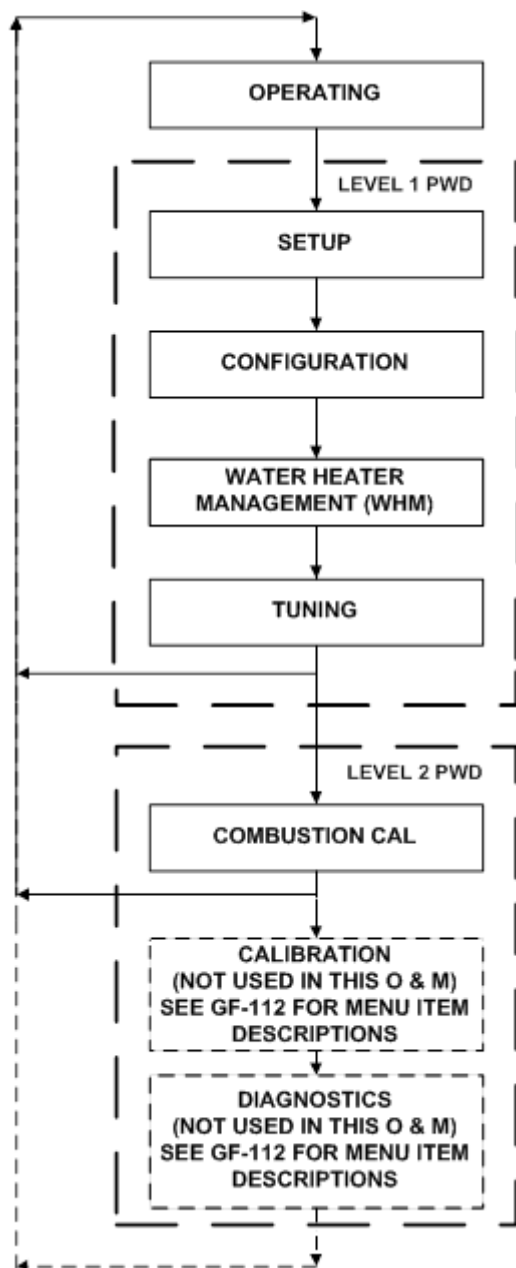 OPERATING
LEVEL 1 PWD
SETUP
CONFIGURATION
WATER HEATER
MANAGEMENT (WHM)
TUNING
LEVEL 2 PWD
COMBUSTION CAL
CALIBRATION
(NOT USED IN THIS O & M)
SEE GF-112 FOR MENU ITEM
DESCRIPTIONS
DIAGNOSTICS
(NOT USED IN THIS O & M)
SEE GF-112 FOR MENU ITEM
DESCRIPTIONS